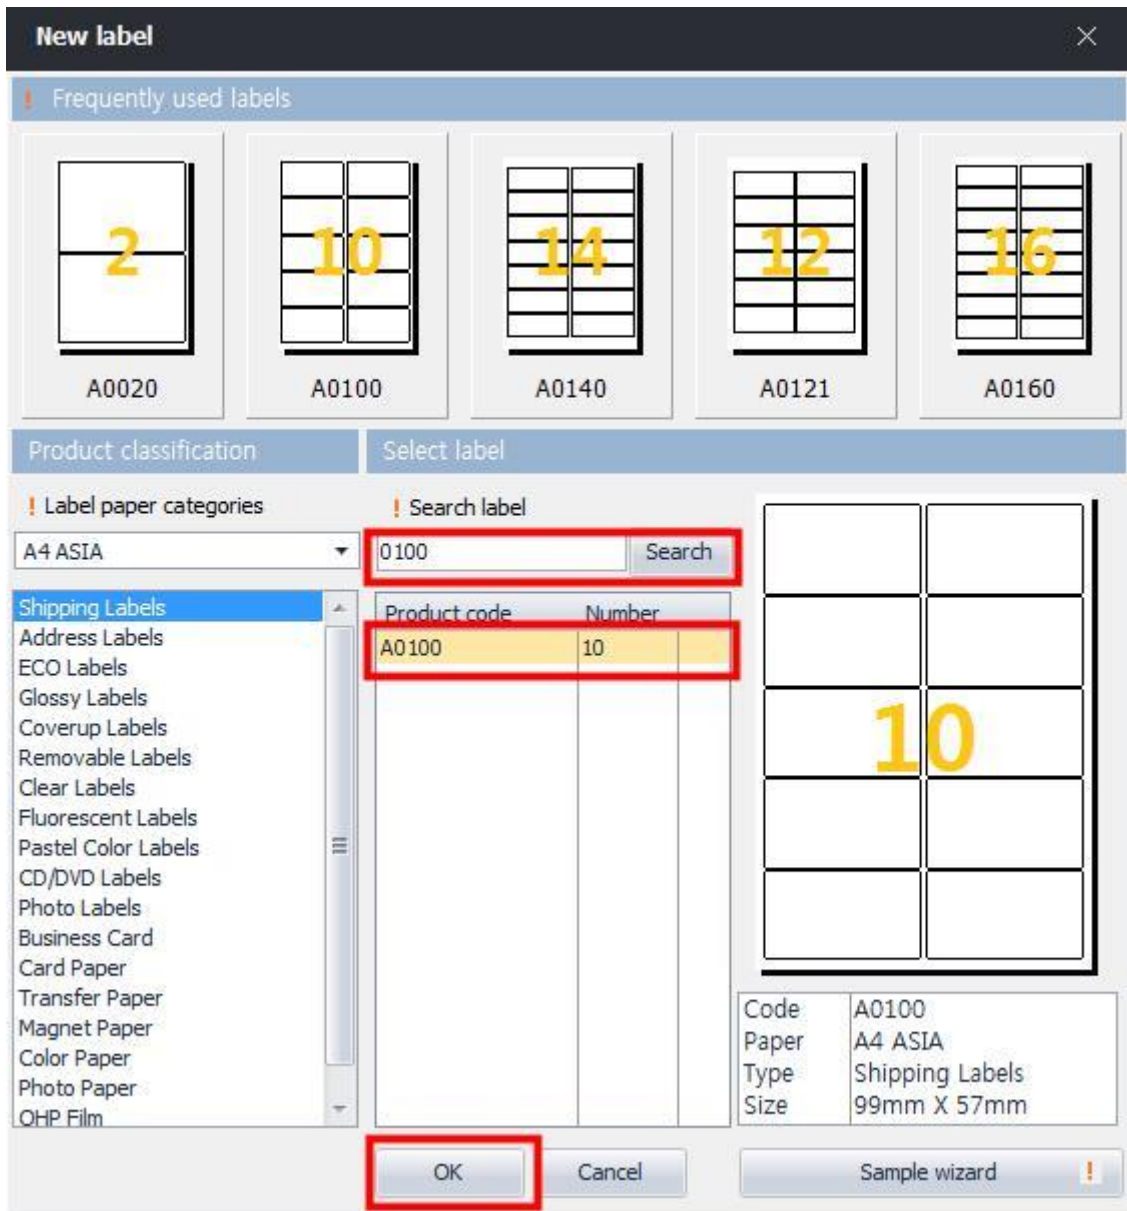 New label
! Frequently used labels
2
10
14
12
16
A0020
A0100
A0140
A0121
A0160
Product classification
Select label
! Label paper categories
A4 ASIA
Shipping Labels
Address Labels
ECO Labels
Glossy Labels
Coverup Labels
Removable Labels
Clear Labels
Fluorescent Labels
Pastel Color Labels
CD/DVD Labels
Photo Labels
Business Card
Card Paper
Transfer Paper
Magnet Paper
Color Paper
Photo Paper
OHP Film
! Search label
0100 Search
Product code Number
A0100 10
10
Code A0100
Paper A4 ASIA
Type Shipping Labels
Size 99mm X 57mm
OK Cancel Sample wizard !